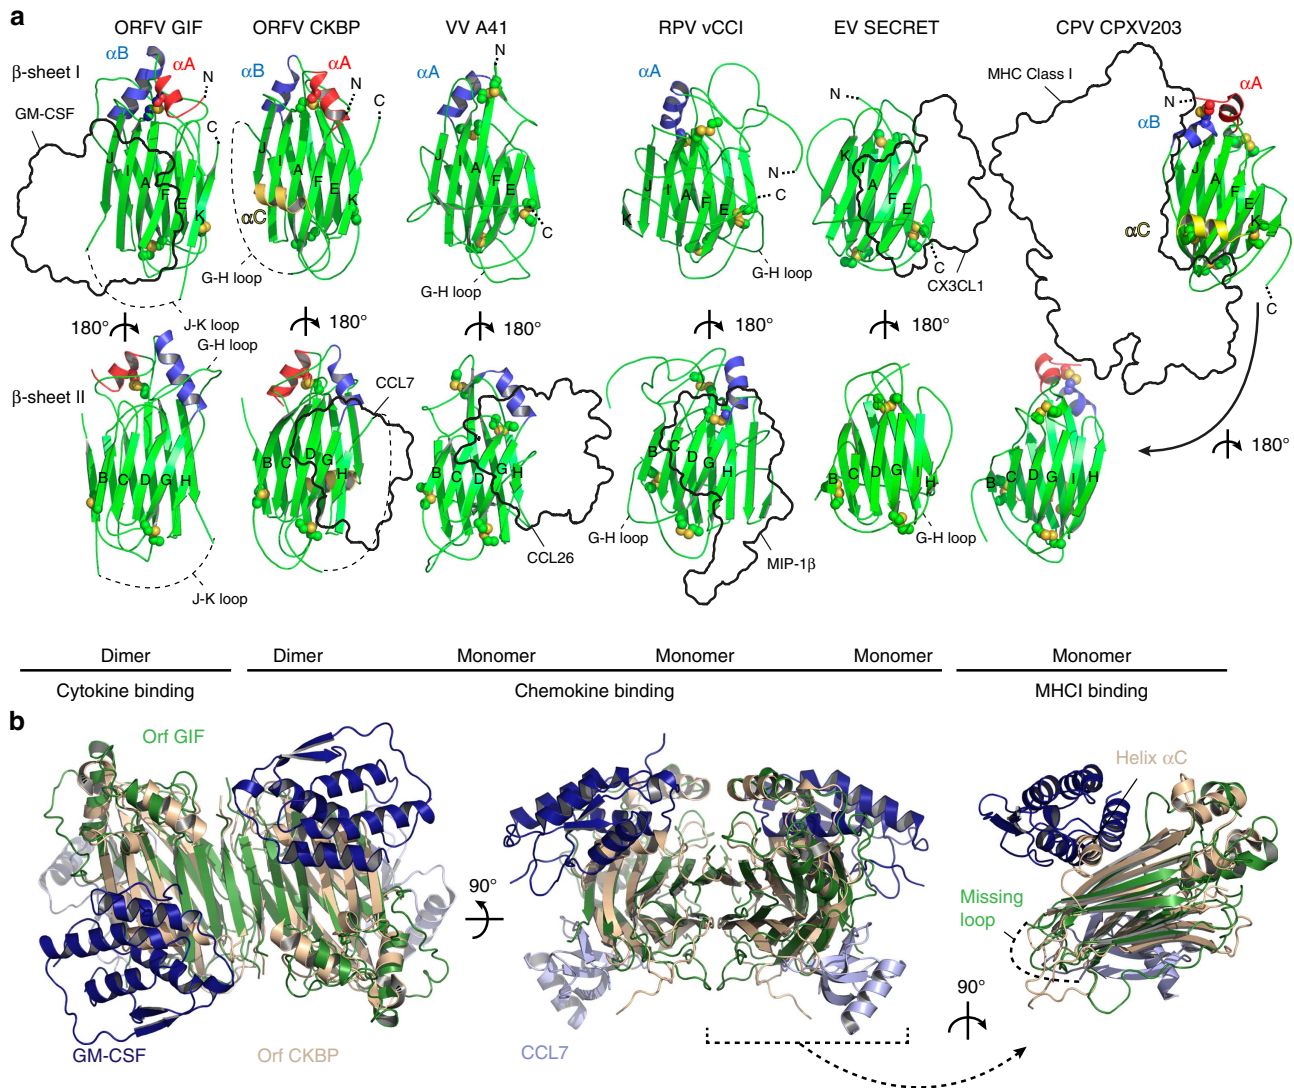 a
ORFV GIF
ORFV CKBP
VV A41
RPV vCCI
EV SECRET
CPV CPXV203
αB
αA
N
β-sheet I
GM-CSF
C
J
A
F
E
K
αB
αA
N
C
J
I
A
F
E
K
αC
G-H loop
αA
N
J
I
A
F
E
C
G-H loop
αA
N
C
K
J
I
A
F
E
G-H loop
N
K
J
A
F
E
C
CX3CL1
MHC Class I
N
αA
αB
J
A
F
E
K
αC
C
J-K loop
180°
180°
180°
180°
180°
180°
G-H loop
β-sheet II
B C D G H
J-K loop
CCL7
B C D G H
B C D G H
CCL26
B C D G H
G-H loop
MIP-1β
B C D G I H
G-H loop
B C D G I H
Dimer
Dimer
Monomer
Monomer
Monomer
Monomer
Cytokine binding
Chemokine binding
MHCI binding
b
Orf GIF
GM-CSF
Orf CKBP
90°
CCL7
Helix αC
Missing
loop
90°